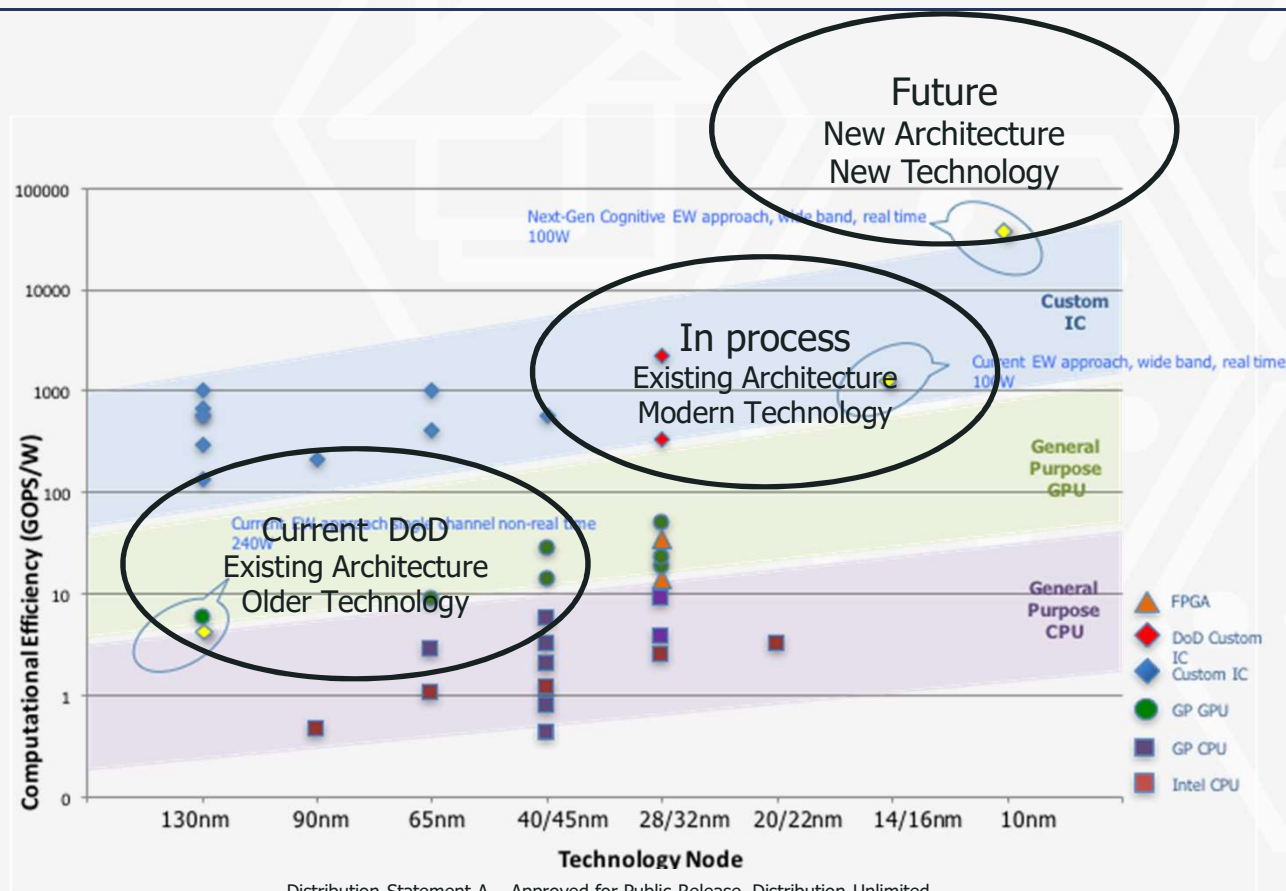 Future
New Architecture
New Technology
100000
Next-Gen Cognitive EW approach, wide band, real time
100W
10000
Custom
IC
In process
Existing Architecture
Modern Technology
Current EW approach, wide band, real time
100W
1000
General
Purpose
GPU
100
Current EW approach single channel non-real time
240W
Current DoD
Existing Architecture
Older Technology
10
General
Purpose
CPU
1
0
Computational Efficiency (GOPS/W)
FPGA
DoD Custom
IC
Custom IC
GP GPU
GP CPU
Intel CPU
130nm
90nm
65nm
40/45nm
28/32nm
20/22nm
14/16nm
10nm
Technology Node
Distribution Statement A – Approved for Public Release, Distribution Unlimited